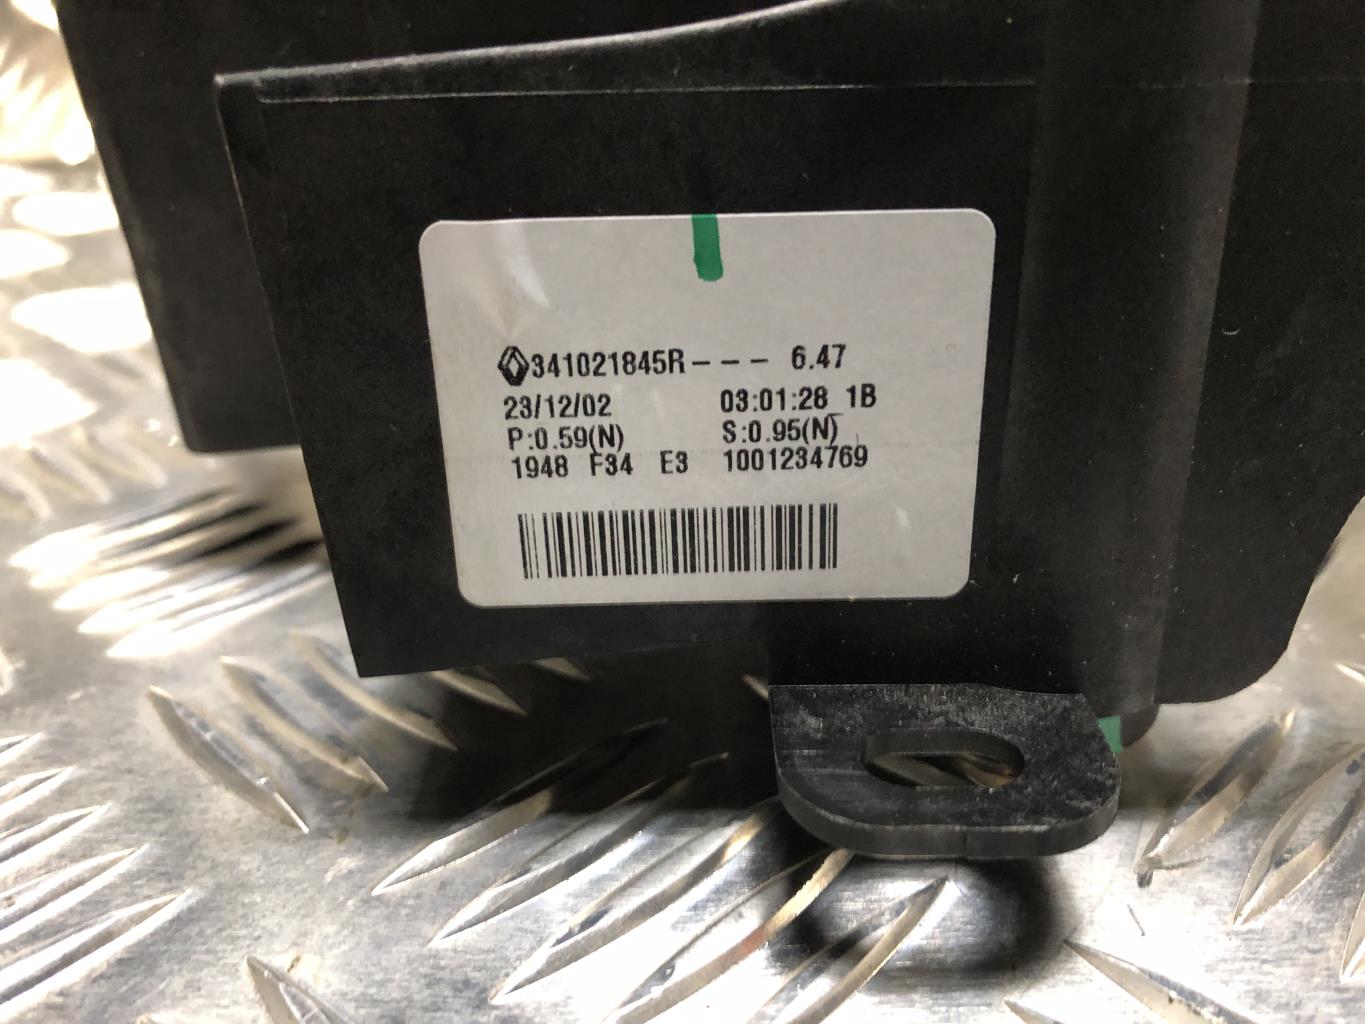 341021845R--- 6.47
23/12/02 03:01:28 1B
P:0.59(N) S:0.95(N)
1948 F34 E3 1001234769